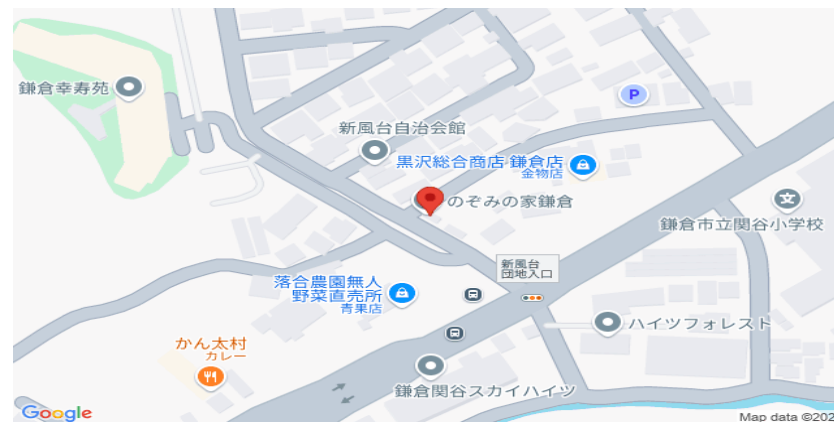 鎌倉幸寿苑
P
新風台自治会館
黒沢総合商店 鎌倉店
金物店
のぞみの家鎌倉
文
鎌倉市立関谷小学校
新風台
団地入口
落合農園無人
野菜直売所
青果店
ハイツフォレスト
かん太村
カレー
鎌倉関谷スカイハイツ
Google
Map data ©202